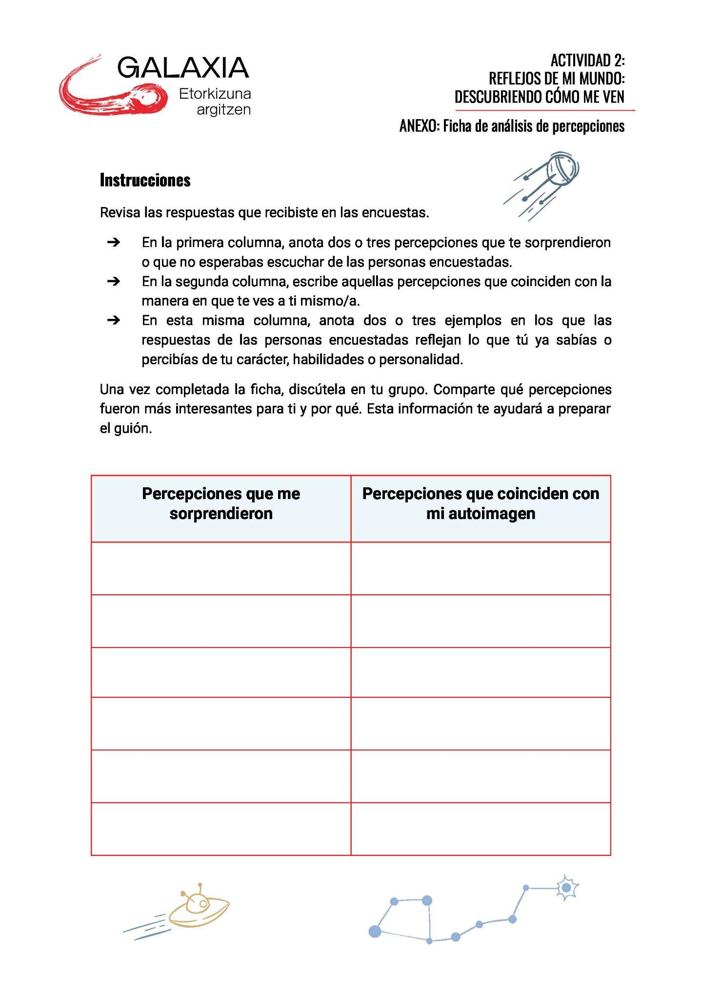 GALAXIA
Etorkizuna
argitzen
ACTIVIDAD 2:
REFLEJOS DE MI MUNDO:
DESCUBRIENDO CÓMO ME VEN
ANEXO: Ficha de análisis de percepciones
Instrucciones
Revisa las respuestas que recibiste en las encuestas.
➔ En la primera columna, anota dos o tres percepciones que te sorprendieron
o que no esperabas escuchar de las personas encuestadas.
➔ En la segunda columna, escribe aquellas percepciones que coinciden con la
manera en que te ves a ti mismo/a.
➔ En esta misma columna, anota dos o tres ejemplos en los que las
respuestas de las personas encuestadas reflejan lo que tú ya sabías o
percibías de tu carácter, habilidades o personalidad.
Una vez completada la ficha, discútela en tu grupo. Comparte qué percepciones
fueron más interesantes para ti y por qué. Esta información te ayudará a preparar
el guión.
Percepciones que me
sorprendieron
Percepciones que coinciden con
mi autoimagen